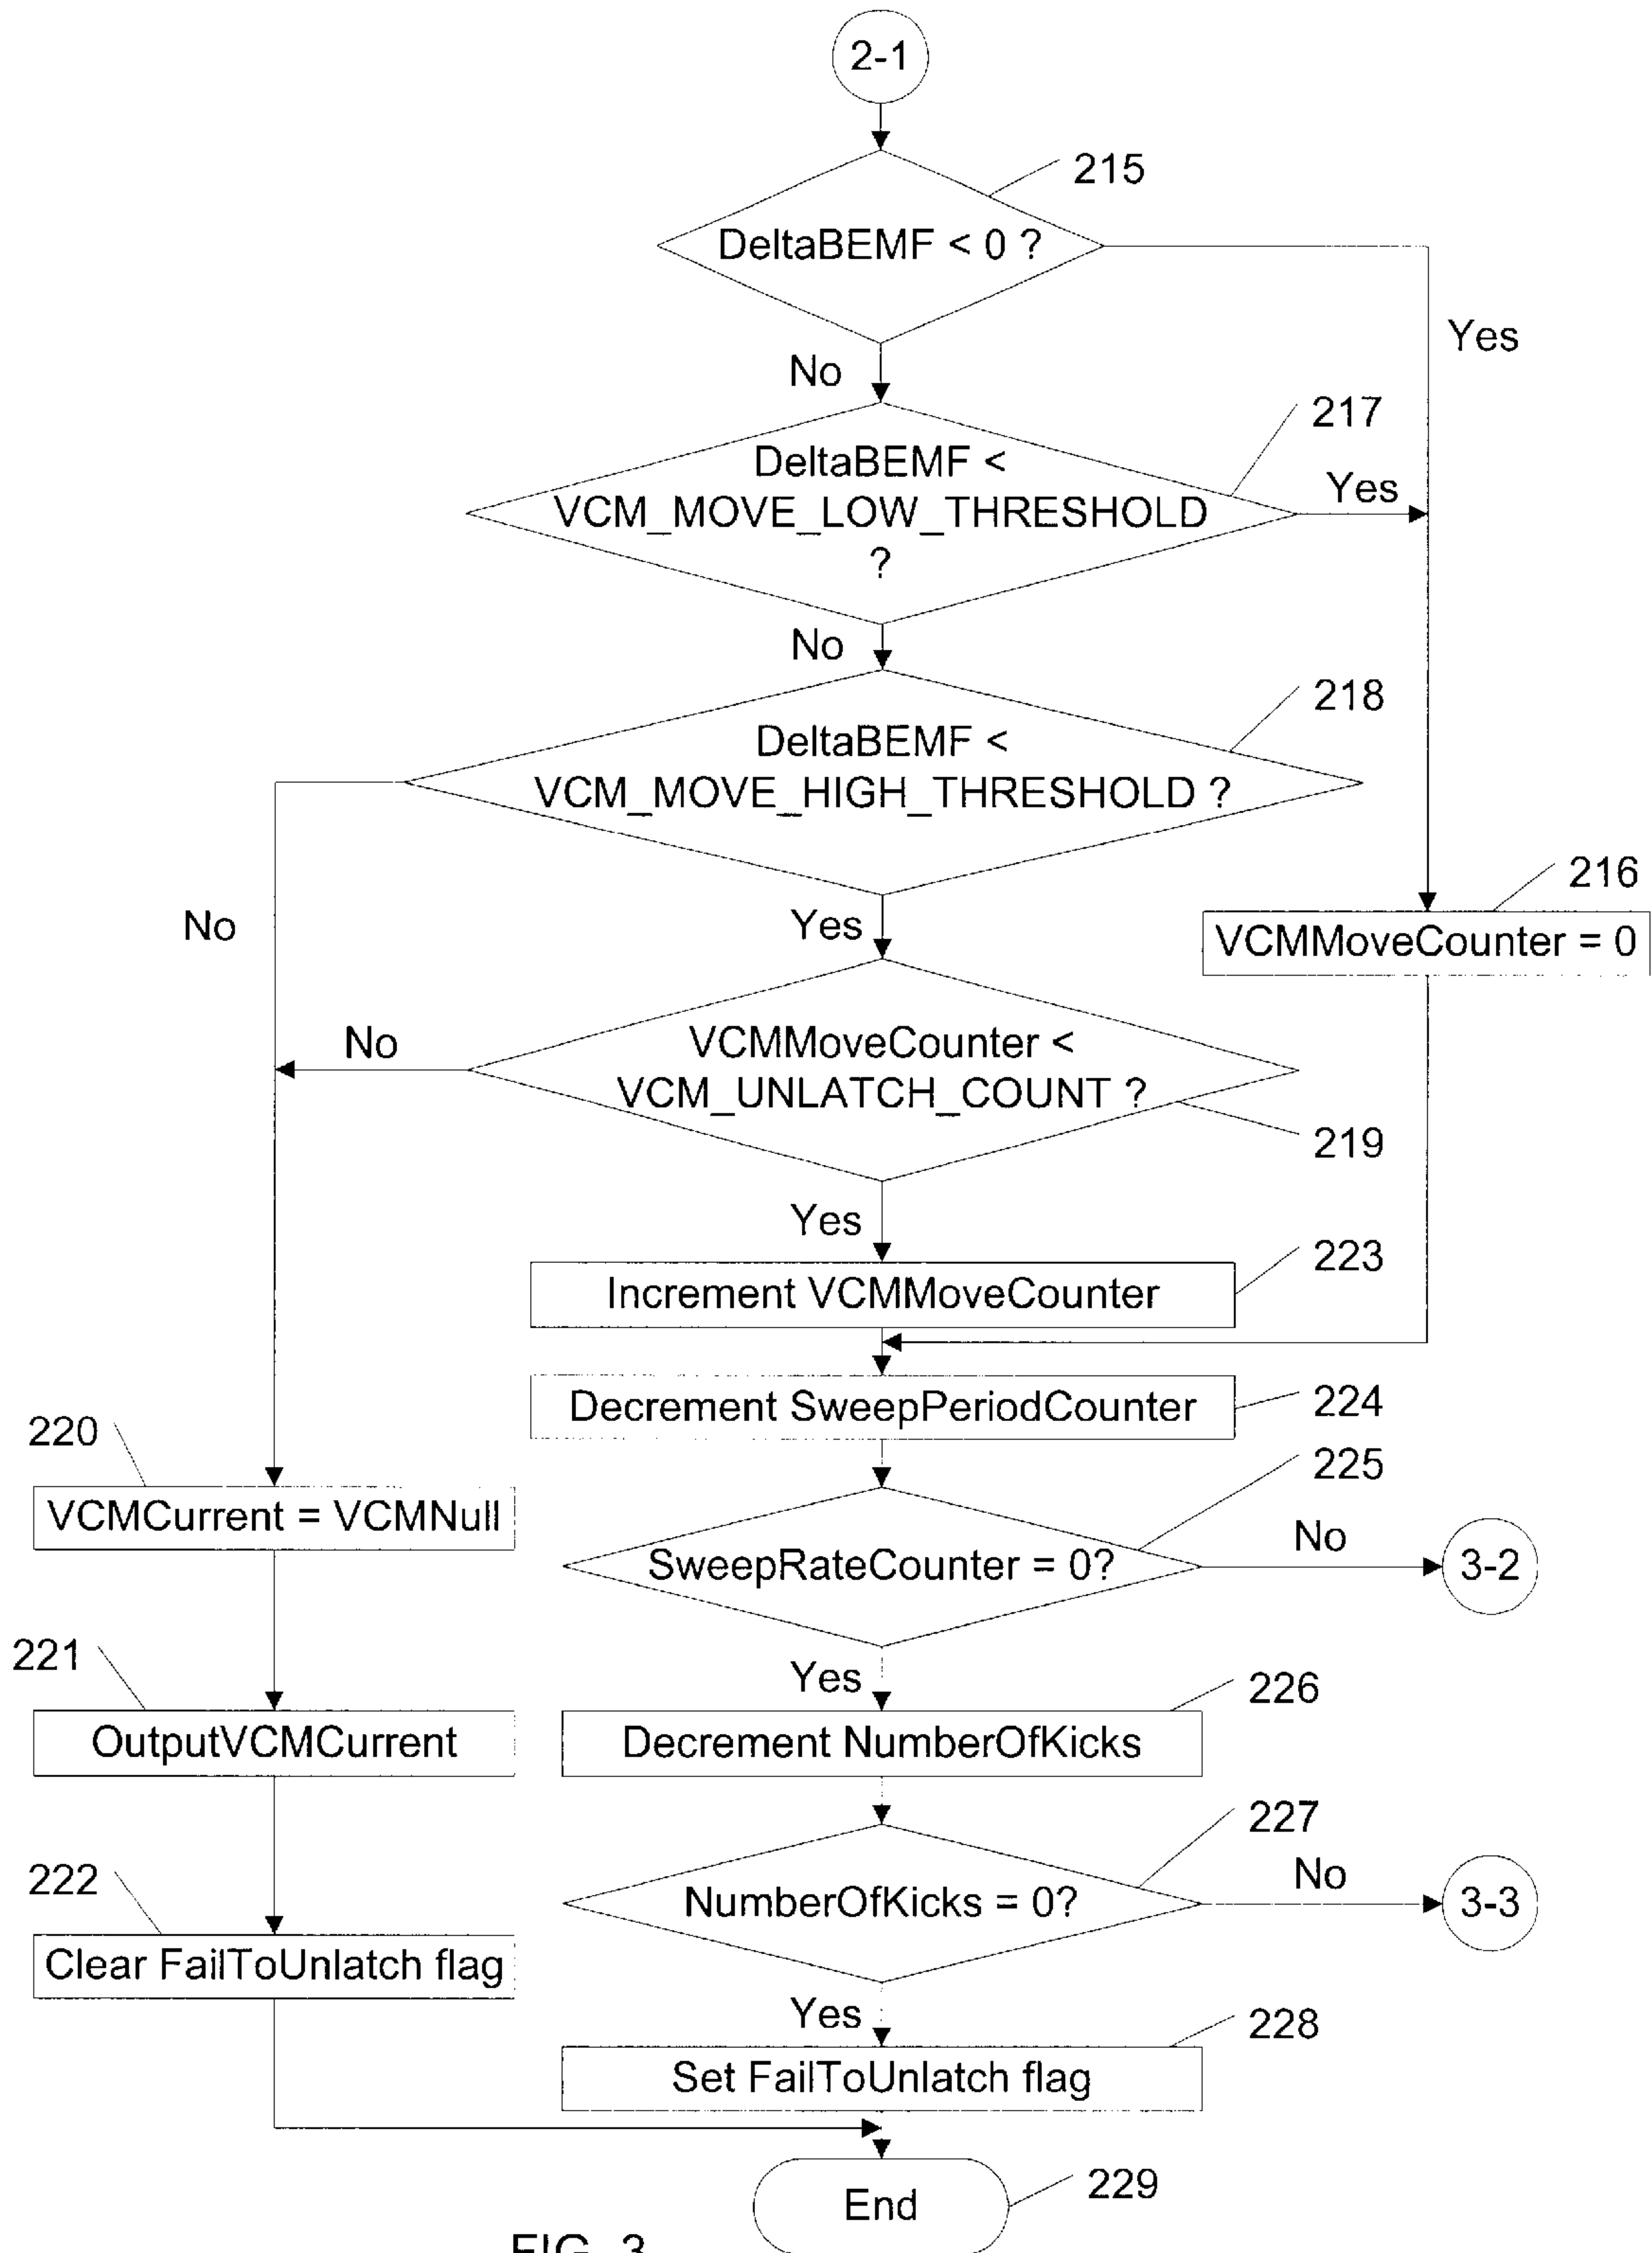 2-1
215
DeltaBEMF < 0 ?
Yes
No
217
DeltaBEMF <
VCM_MOVE_LOW_THRESHOLD
?
Yes
No
218
DeltaBEMF <
VCM_MOVE_HIGH_THRESHOLD ?
No
Yes
216
VCMMoveCounter = 0
No
VCMMoveCounter <
VCM_UNLATCH_COUNT ?
219
Yes
223
Increment VCMMoveCounter
224
Decrement SweepPeriodCounter
225
SweepRateCounter = 0?
No
3-2
220
VCMCurrent = VCMNull
Yes
226
Decrement NumberOfKicks
221
OutputVCMCurrent
227
NumberOfKicks = 0?
No
3-3
222
Clear FailToUnlatch flag
Yes
228
Set FailToUnlatch flag
229
End
FIG. 3